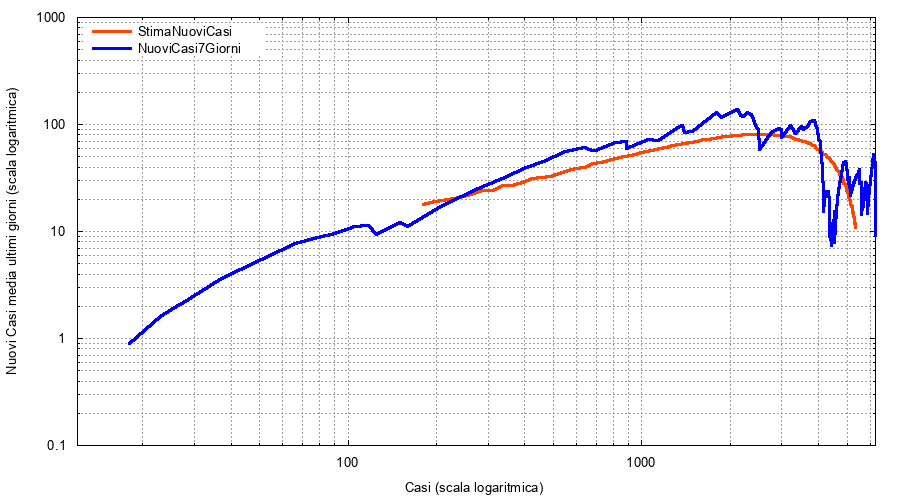 1000
StimaNuoviCasi
NuoviCasi7Giorni
100
10
1
0.1
Nuovi Casi media ultimi giorni (scala logaritmica)
100
1000
Casi (scala logaritmica)